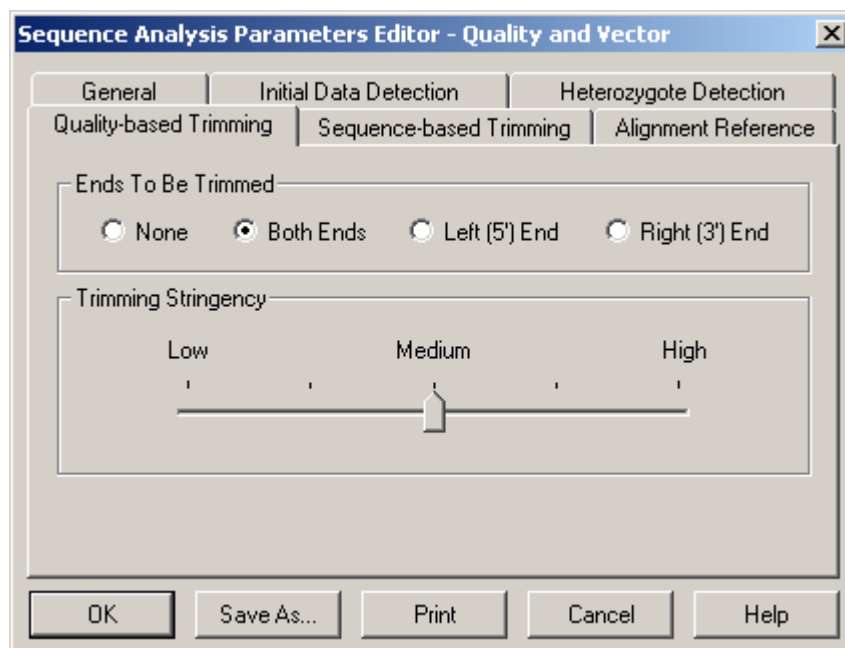 Sequence Analysis Parameters Editor - Quality and Vector
General Initial Data Detection Heterozygote Detection
Quality-based Trimming Sequence-based Trimming Alignment Reference
Ends To Be Trimmed
None Both Ends Left (5') End Right (3') End
Trimming Stringency
Low Medium High
OK Save As... Print Cancel Help